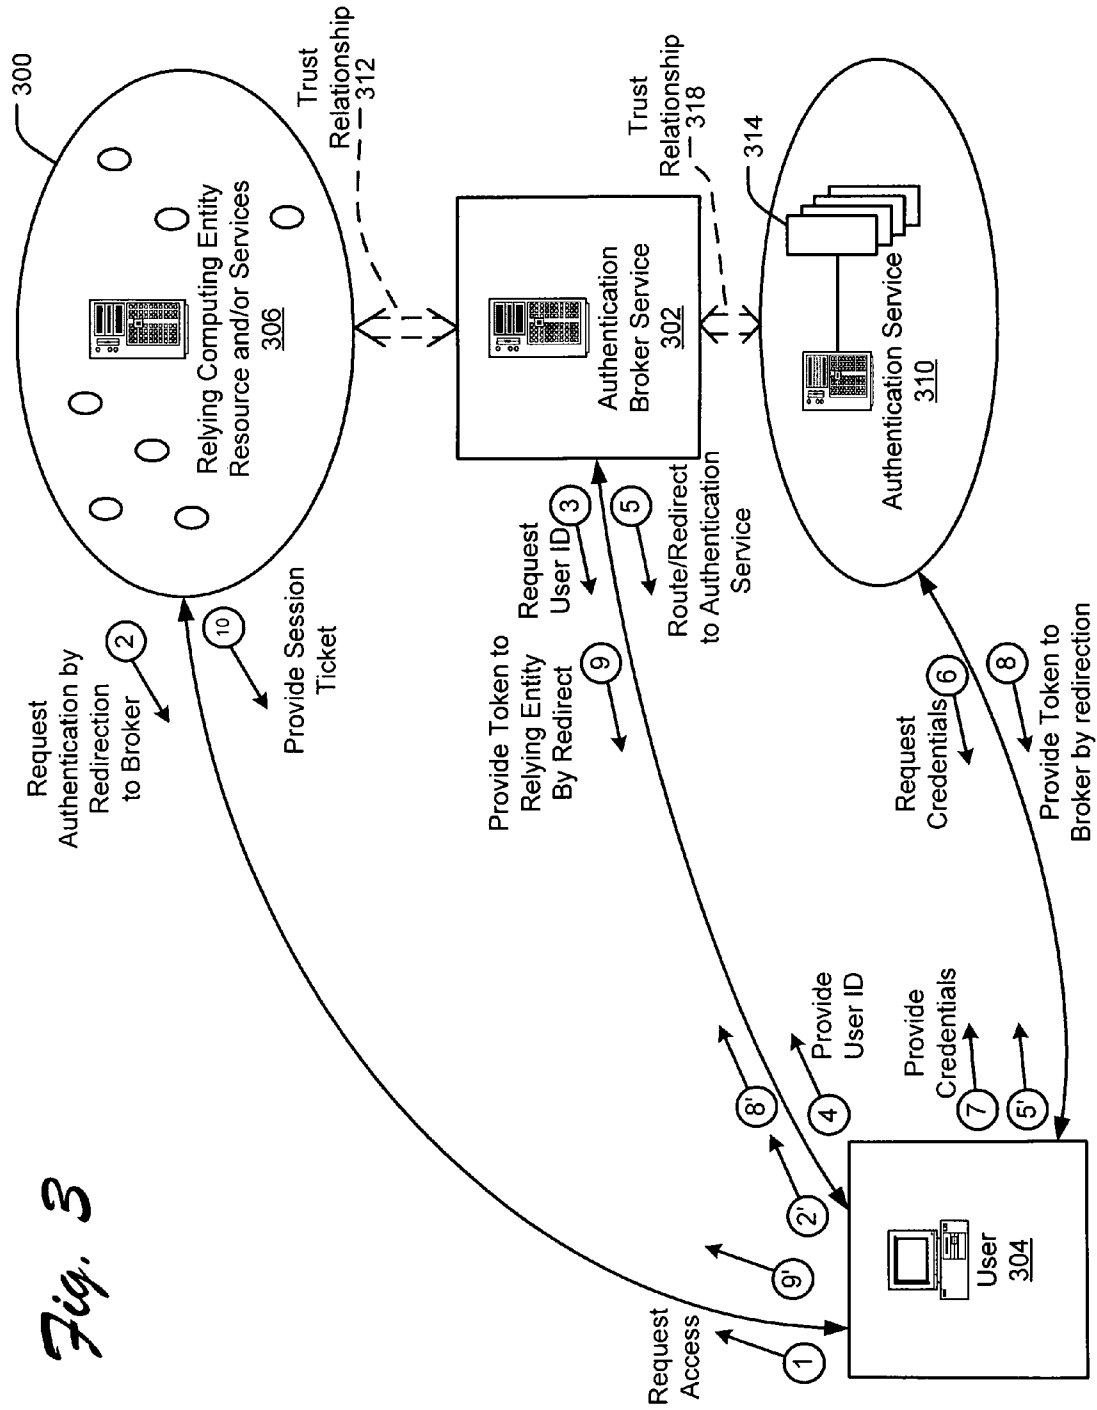 Fig. 3
300
Relying Computing Entity
Resource and/or Services
306
Trust
Relationship
312
Request
Authentication by
Redirection
to Broker
2
10
Provide Session
Ticket
Authentication
Broker Service
302
Trust
Relationship
318
Request
User ID
3
5
Route/Redirect
to Authentication
Service
Provide Token to
Relying Entity
By Redirect
9
314
Authentication Service
310
Request
Credentials
6
8
Provide Token to
Broker by redirection
Provide
Credentials
7
5'
Provide
User ID
4
8'
2'
9'
Request
Access
1
User
304